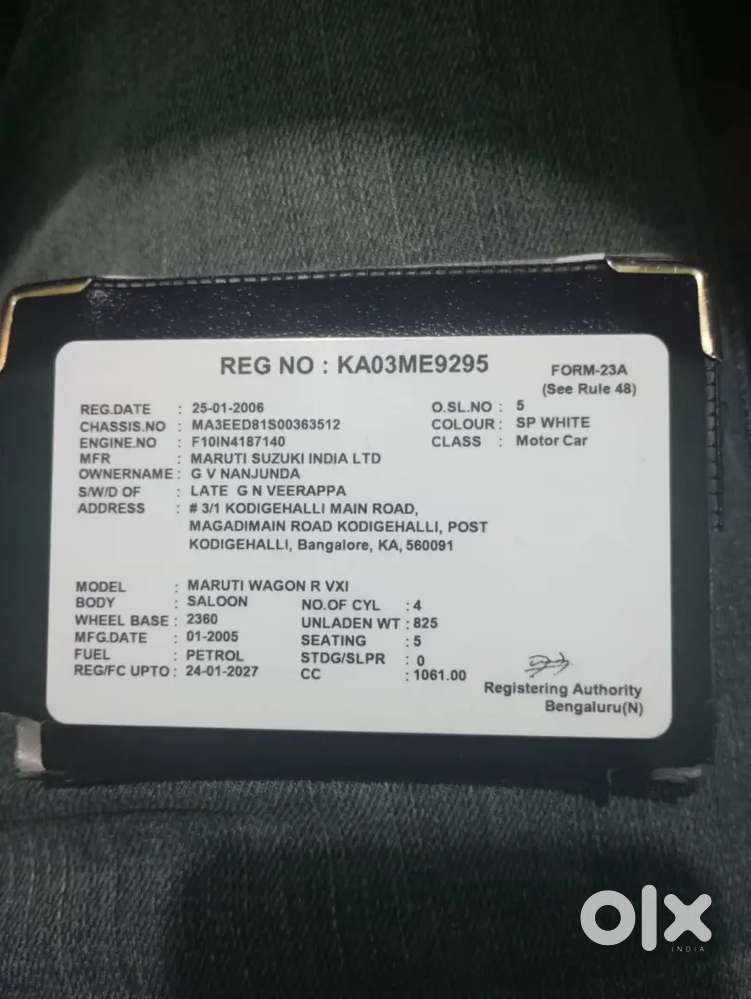 REG NO : KA03ME9295
FORM-23A
(See Rule 48)
REG.DATE : 25-01-2006 O.SL.NO : 5
CHASSIS.NO : MA3EED81S00363512 COLOUR : SP WHITE
ENGINE.NO : F10IN4187140 CLASS : Motor Car
MFR : MARUTI SUZUKI INDIA LTD
OWNERNAME : G V NANJUNDA
S/W/D OF : LATE G N VEERAPPA
ADDRESS : # 3/1 KODIGEHALLI MAIN ROAD,
MAGADIMAIN ROAD KODIGEHALLI, POST
KODIGEHALLI, Bangalore, KA, 560091
MODEL : MARUTI WAGON R VXI
BODY : SALOON NO.OF CYL : 4
WHEEL BASE : 2360 UNLADEN WT : 825
MFG.DATE : 01-2005 SEATING : 5
FUEL : PETROL STDG/SLPR : 0
REG/FC UPTO : 24-01-2027 CC : 1061.00
Registering Authority
Bengaluru(N)
olx
INDIA